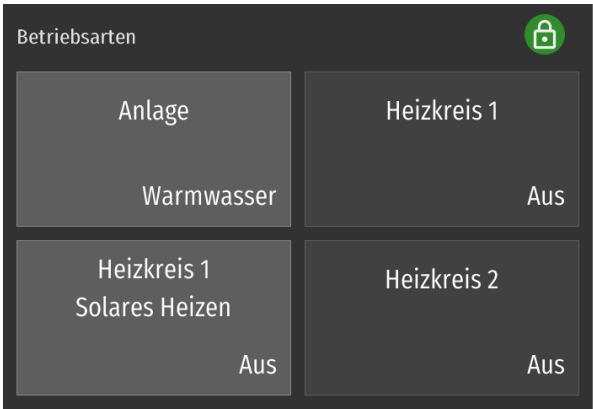 Betriebsarten
Anlage
Warmwasser
Heizkreis 1
Aus
Heizkreis 1
Solares Heizen
Aus
Heizkreis 2
Aus